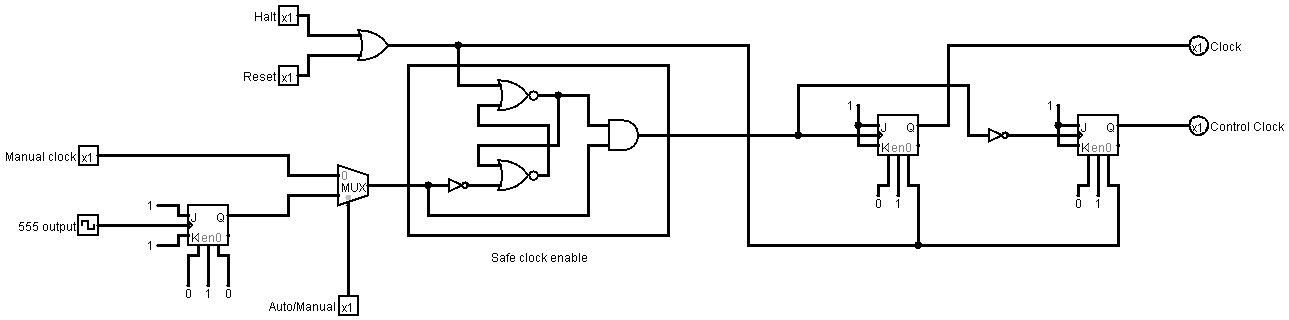 Halt x1
Reset x1
x1 Clock
1 1
J Q J Q
K en0 K en0
x1 Control Clock
0 1 0 1
Manual clock x1
0
MUX
1
J Q
555 output
1 K en0
0 1 0
Safe clock enable
Auto/Manual x1